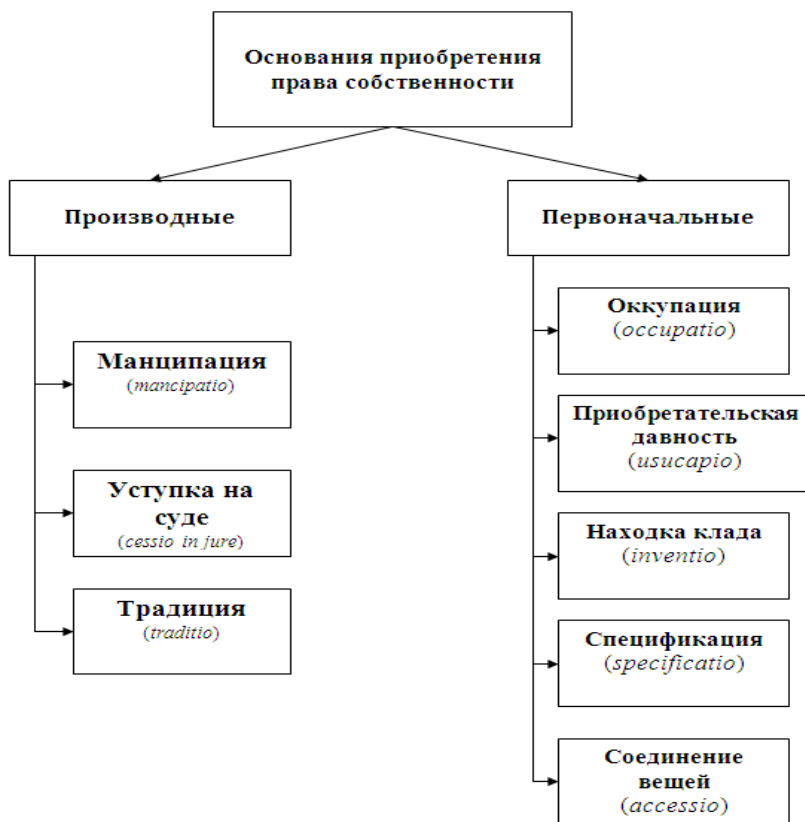 Основания приобретения
права собственности
Производные
Первоначальные
Манципация
(mancipatio)
Уступка на
суде
(cessio in jure)
Традиция
(traditio)
Оккупация
(occupatio)
Приобретательская
давность
(usucapio)
Находка клада
(inventio)
Спецификация
(specificatio)
Соединение
вещей
(accessio)